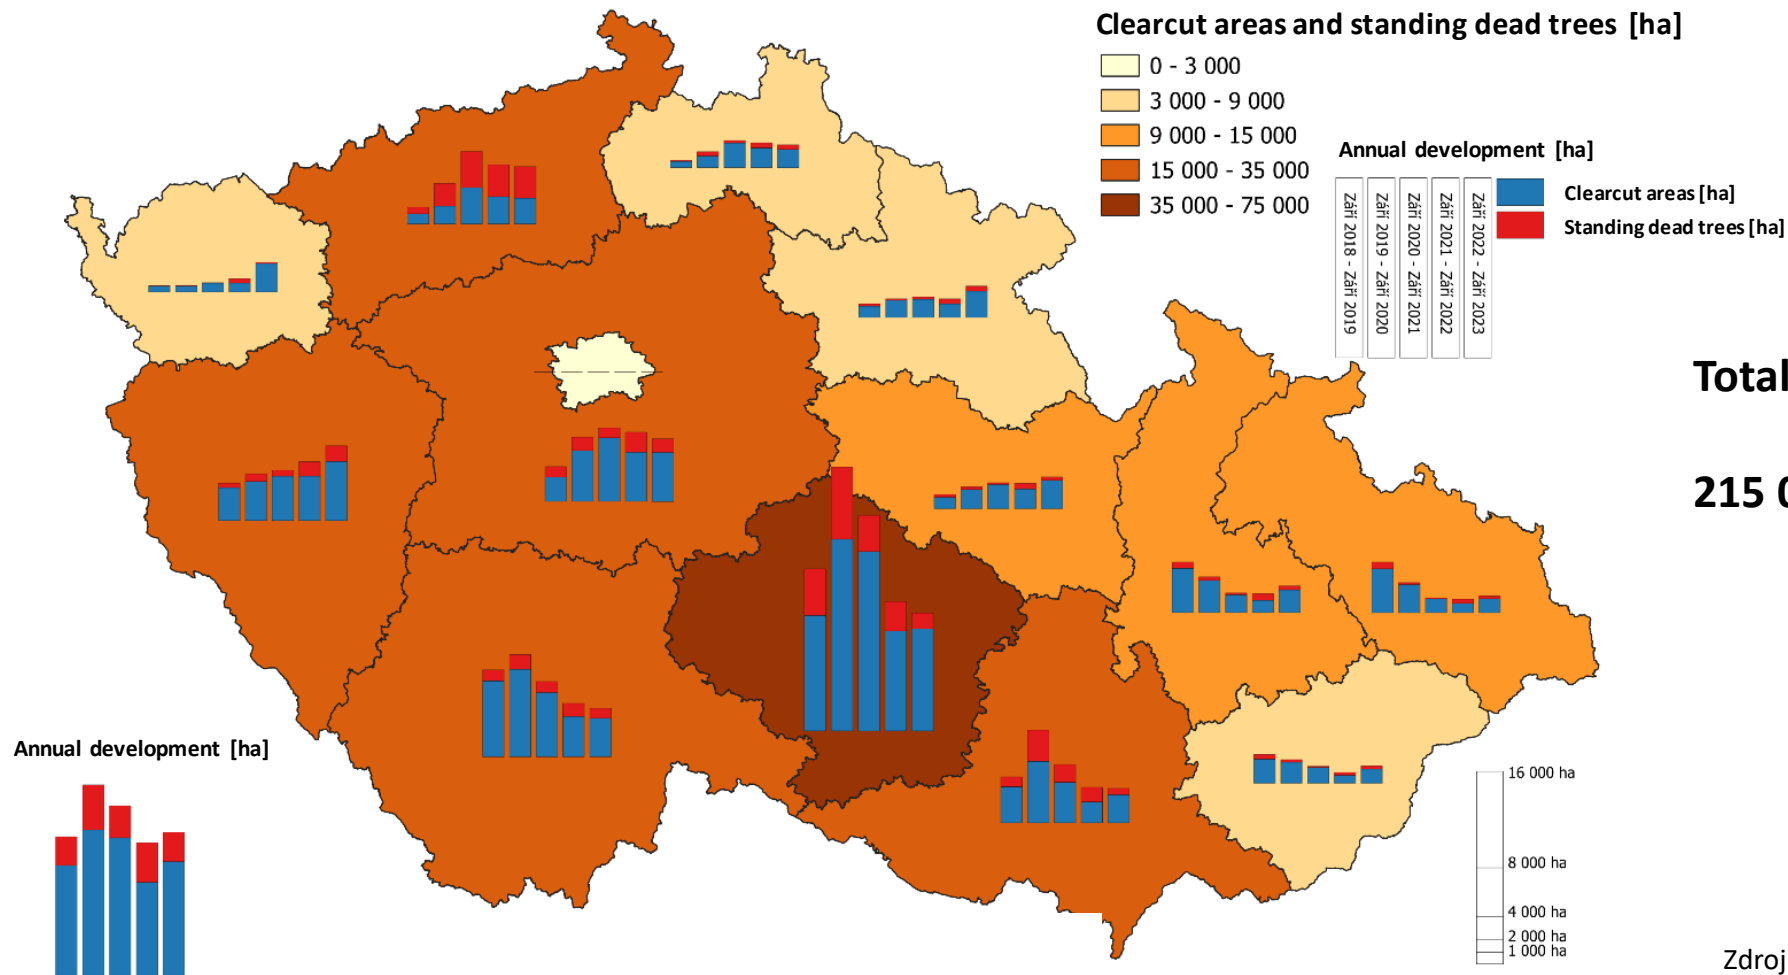 Clearcut areas and standing dead trees [ha]
0 - 3 000
3 000 - 9 000
9 000 - 15 000
15 000 - 35 000
35 000 - 75 000
Annual development [ha]
Září 2018 - Září 2019
Září 2019 - Září 2020
Září 2020 - Září 2021
Září 2021 - Září 2022
Září 2022 - Září 2023
Clearcut areas [ha]
Standing dead trees [ha]
Total
215 0
Annual development [ha]
16 000 ha
8 000 ha
4 000 ha
2 000 ha
1 000 ha
Zdroj